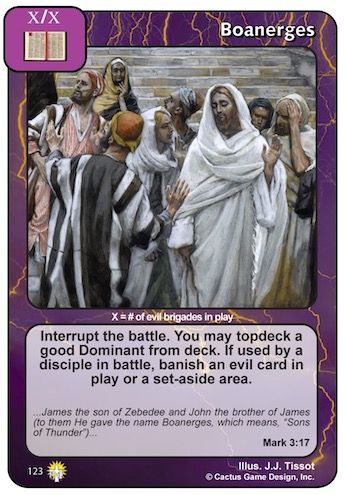 X/X
Boanerges
X = # of evil brigades in play
Interrupt the battle. You may topdeck a
good Dominant from deck. If used by a
disciple in battle, banish an evil card in
play or a set-aside area.
...James the son of Zebedee and John the brother of James
(to them He gave the name Boanerges, which means, “Sons
of Thunder”)...
Mark 3:17
Illus. J.J. Tissot
123
© Cactus Game Design, Inc.